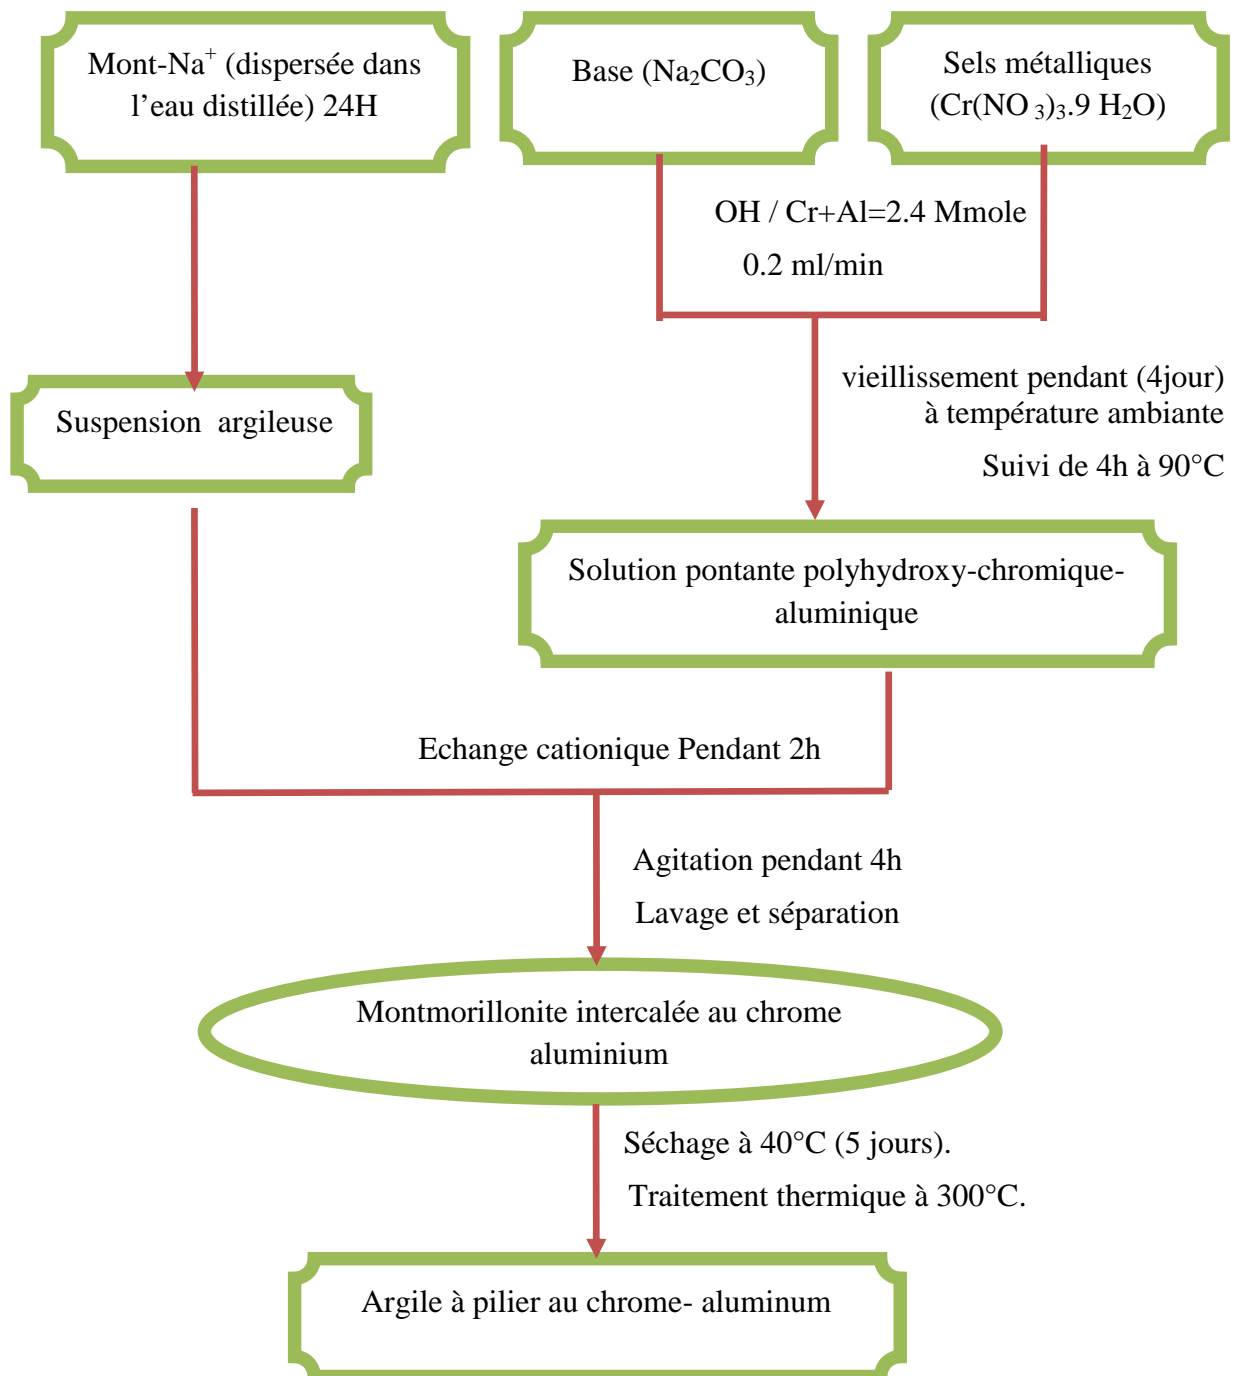 Mont-Na⁺ (dispersée dans
l'eau distillée) 24H
Base (Na₂CO₃)
Sels métalliques
(Cr(NO ₃)₃.9 H₂O)
OH / Cr+Al=2.4 Mmole
0.2 ml/min
vieillissement pendant (4jour)
à température ambiante
Suivi de 4h à 90°C
Suspension argileuse
Solution pontante polyhydroxy-chromique-
aluminique
Echange cationique Pendant 2h
Agitation pendant 4h
Lavage et séparation
Montmorillonite intercalée au chrome
aluminium
Séchage à 40°C (5 jours).
Traitement thermique à 300°C.
Argile à pilier au chrome- aluminum